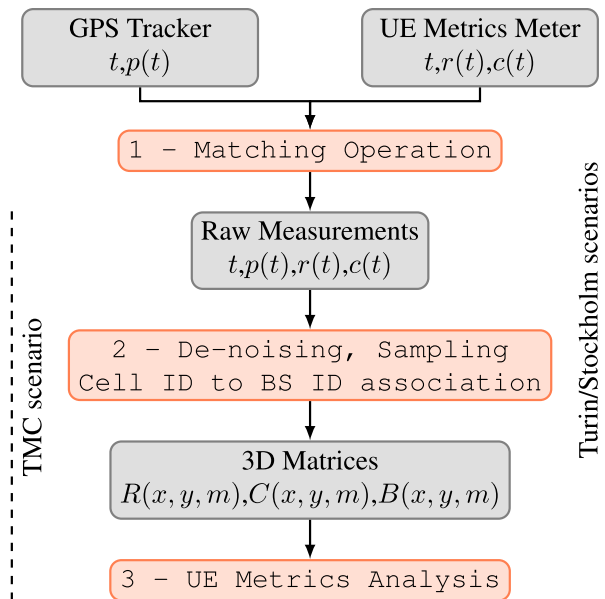 GPS Tracker
t,p(t)
UE Metrics Meter
t,r(t),c(t)
1 - Matching Operation
Raw Measurements
t,p(t),r(t),c(t)
2 - De-noising, Sampling
Cell ID to BS ID association
3D Matrices
R(x, y, m),C(x, y, m),B(x, y, m)
3 - UE Metrics Analysis
TMC scenario
Turin/Stockholm scenarios